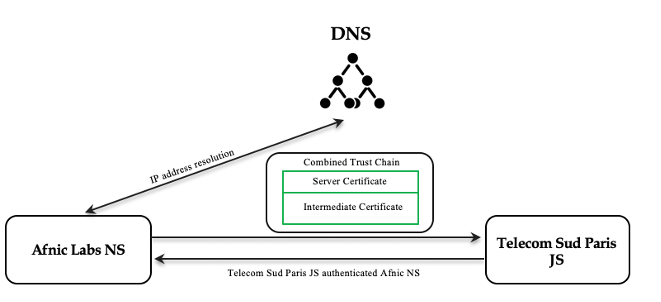 DNS
IP address resolution
Combined Trust Chain
Server Certificate
Intermediate Certificate
Afnic Labs NS
Telecom Sud Paris
JS
Telecom Sud Paris JS authenticated Afnic NS